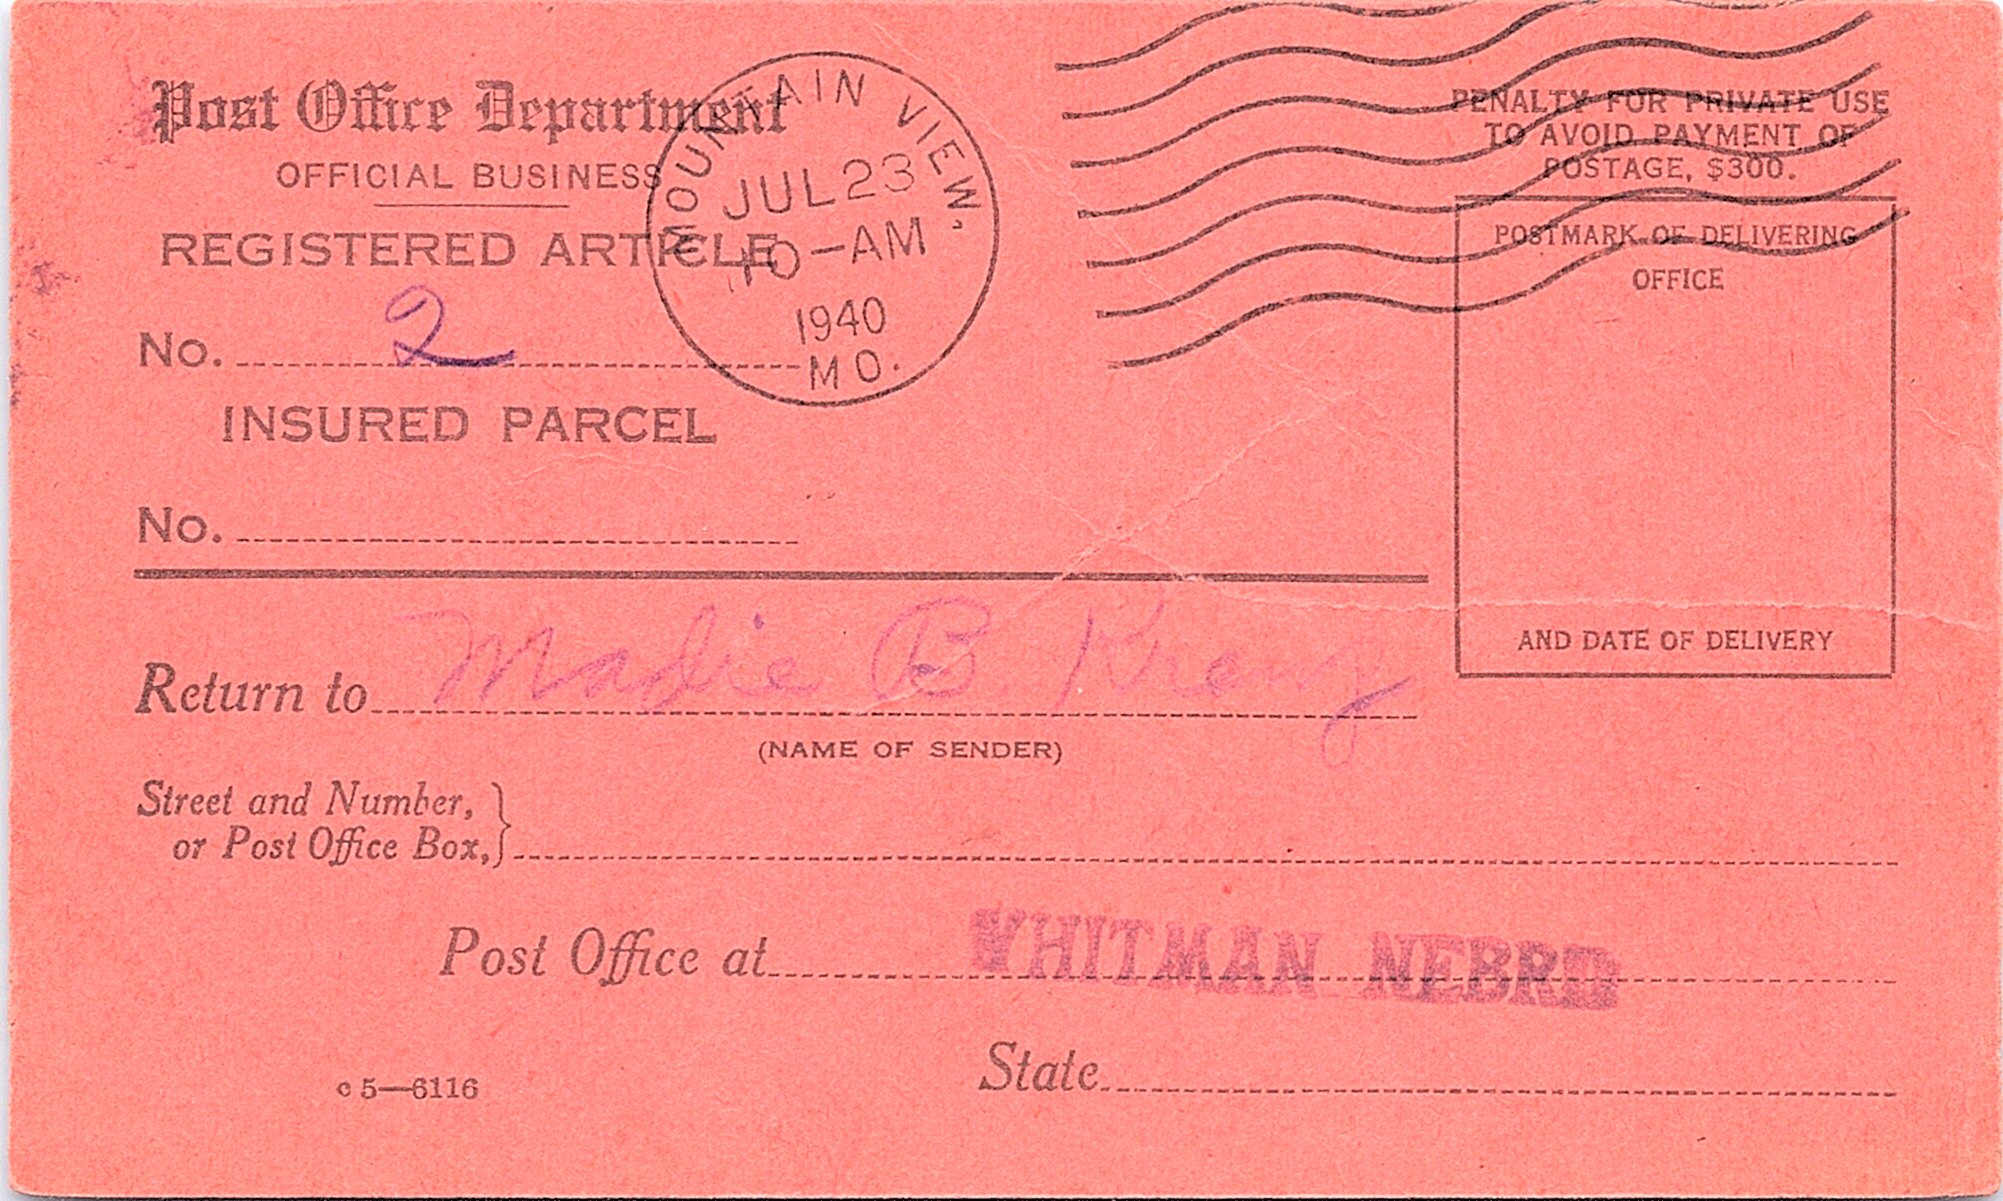 Post Office Department
OFFICIAL BUSINESS
REGISTERED ARTICLE
No. 2
INSURED PARCEL
No.
MOUNTAIN VIEW,
JUL 23
10-AM
1940
MO.
PENALTY FOR PRIVATE USE
TO AVOID PAYMENT OF
POSTAGE, $300.
POSTMARK OF DELIVERING
OFFICE
AND DATE OF DELIVERY
Return to Madie B.
(NAME OF SENDER)
Street and Number,
or Post Office Box,
Post Office at WHITMAN NEBR
State
c5—6116